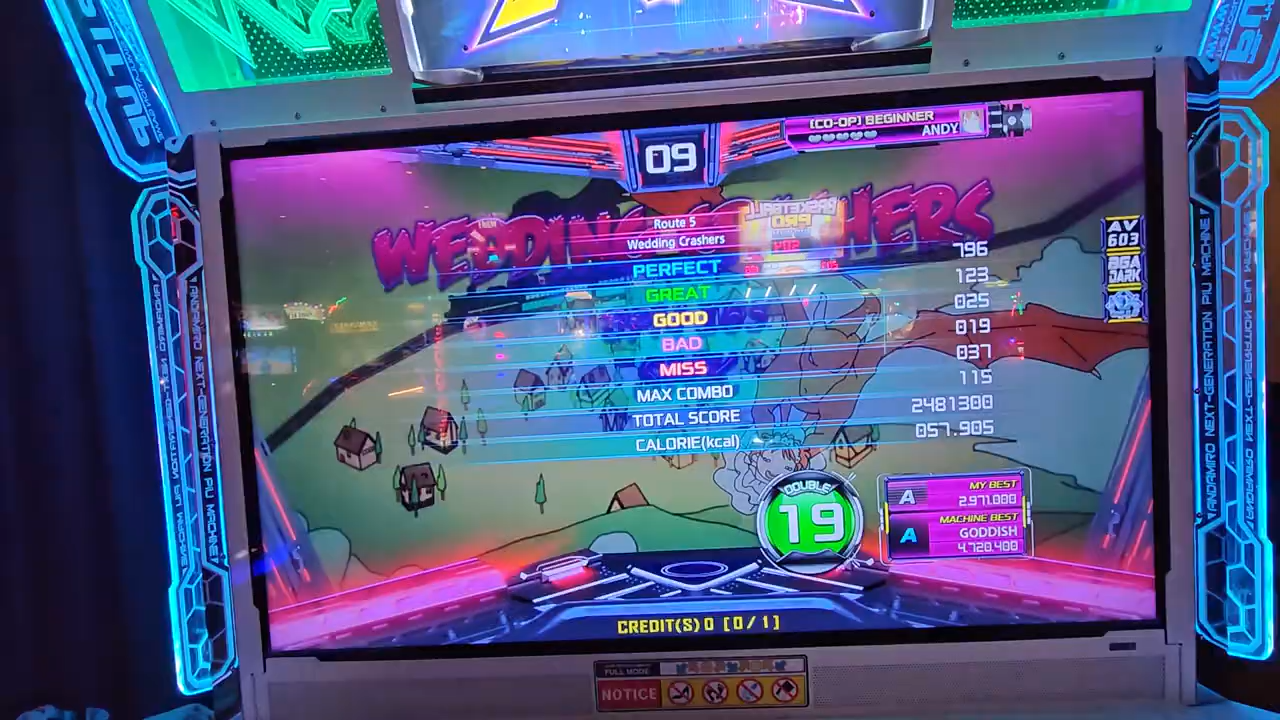 [CO-OP] BEGINNER
ANDY
09
WEDDING CRASHERS
Route 5
Wedding Crashers
PERFECT 796
GREAT 123
GOOD 025
BAD 019
MISS 037
MAX COMBO 115
TOTAL SCORE 2481300
CALORIE(kcal) 057.905
AV
603
DARK
DOUBLE
19
MY BEST
A 2.971.000
MACHINE BEST
A GODDISH
4.720.400
CREDIT(S) 0 [0/1]
FULL MODE
NOTICE
ANDAMIRO NEXT-GENERATION PIU MACHINE
ANDAMIRO NEXT-GENERATION PIU MACHINE